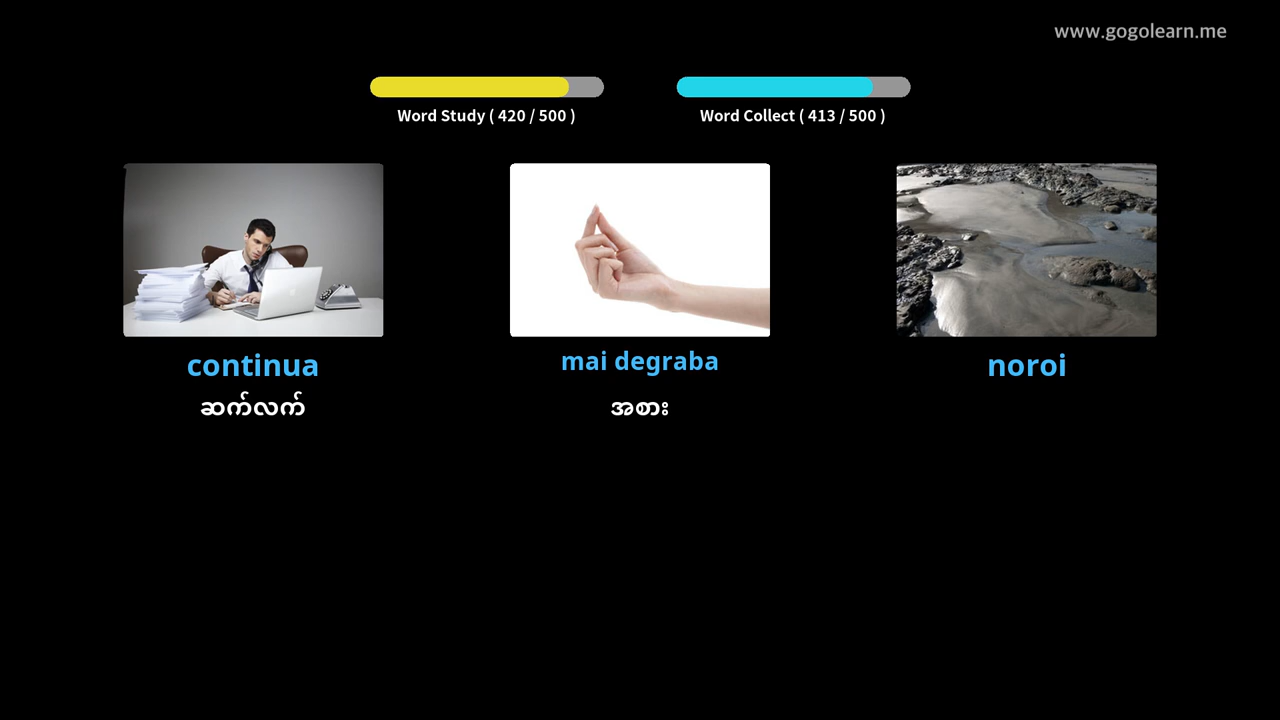 www.gogolearn.me
Word Study ( 420 / 500 )
Word Collect ( 413 / 500 )
continua
mai degraba
noroi
ဆက်လက်
အစား